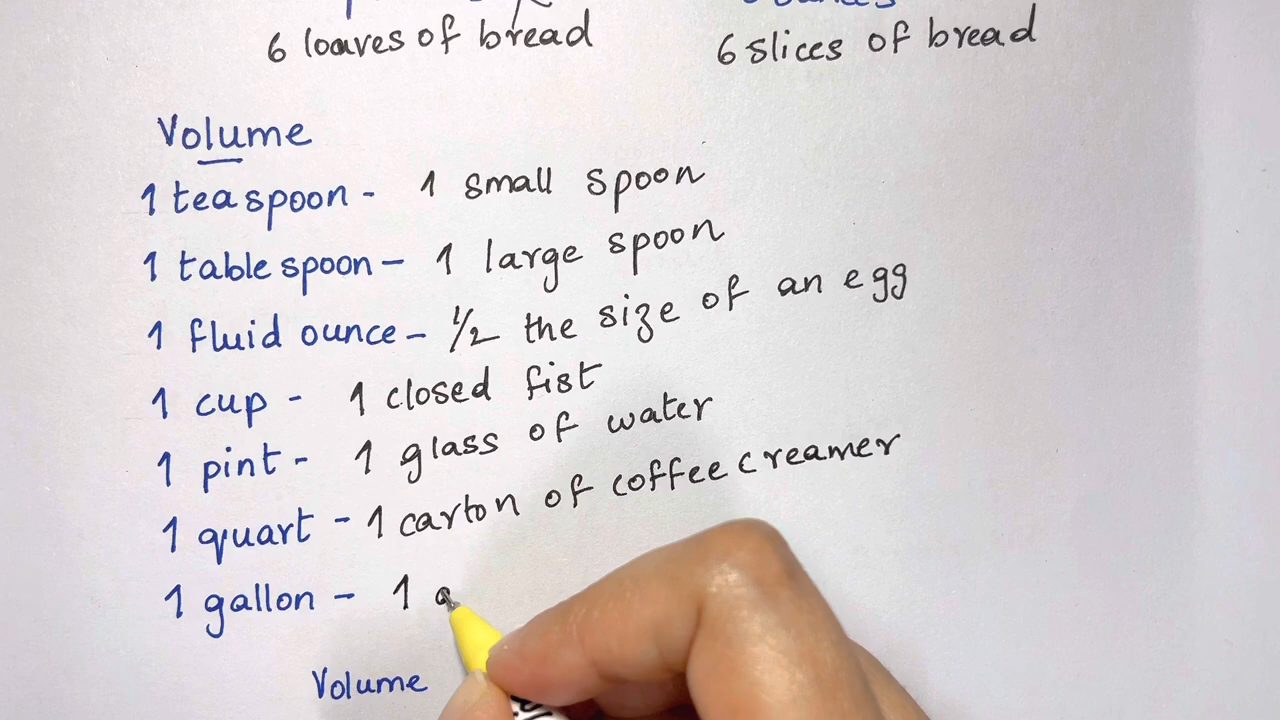 6 loaves of bread
6 slices of bread
Volume
1 teaspoon - 1 small spoon
1 tablespoon - 1 large spoon
1 fluid ounce - 1/2 the size of an egg
1 cup - 1 closed fist
1 pint - 1 glass of water
1 quart - 1 carton of coffee creamer
1 gallon - 1
Volume